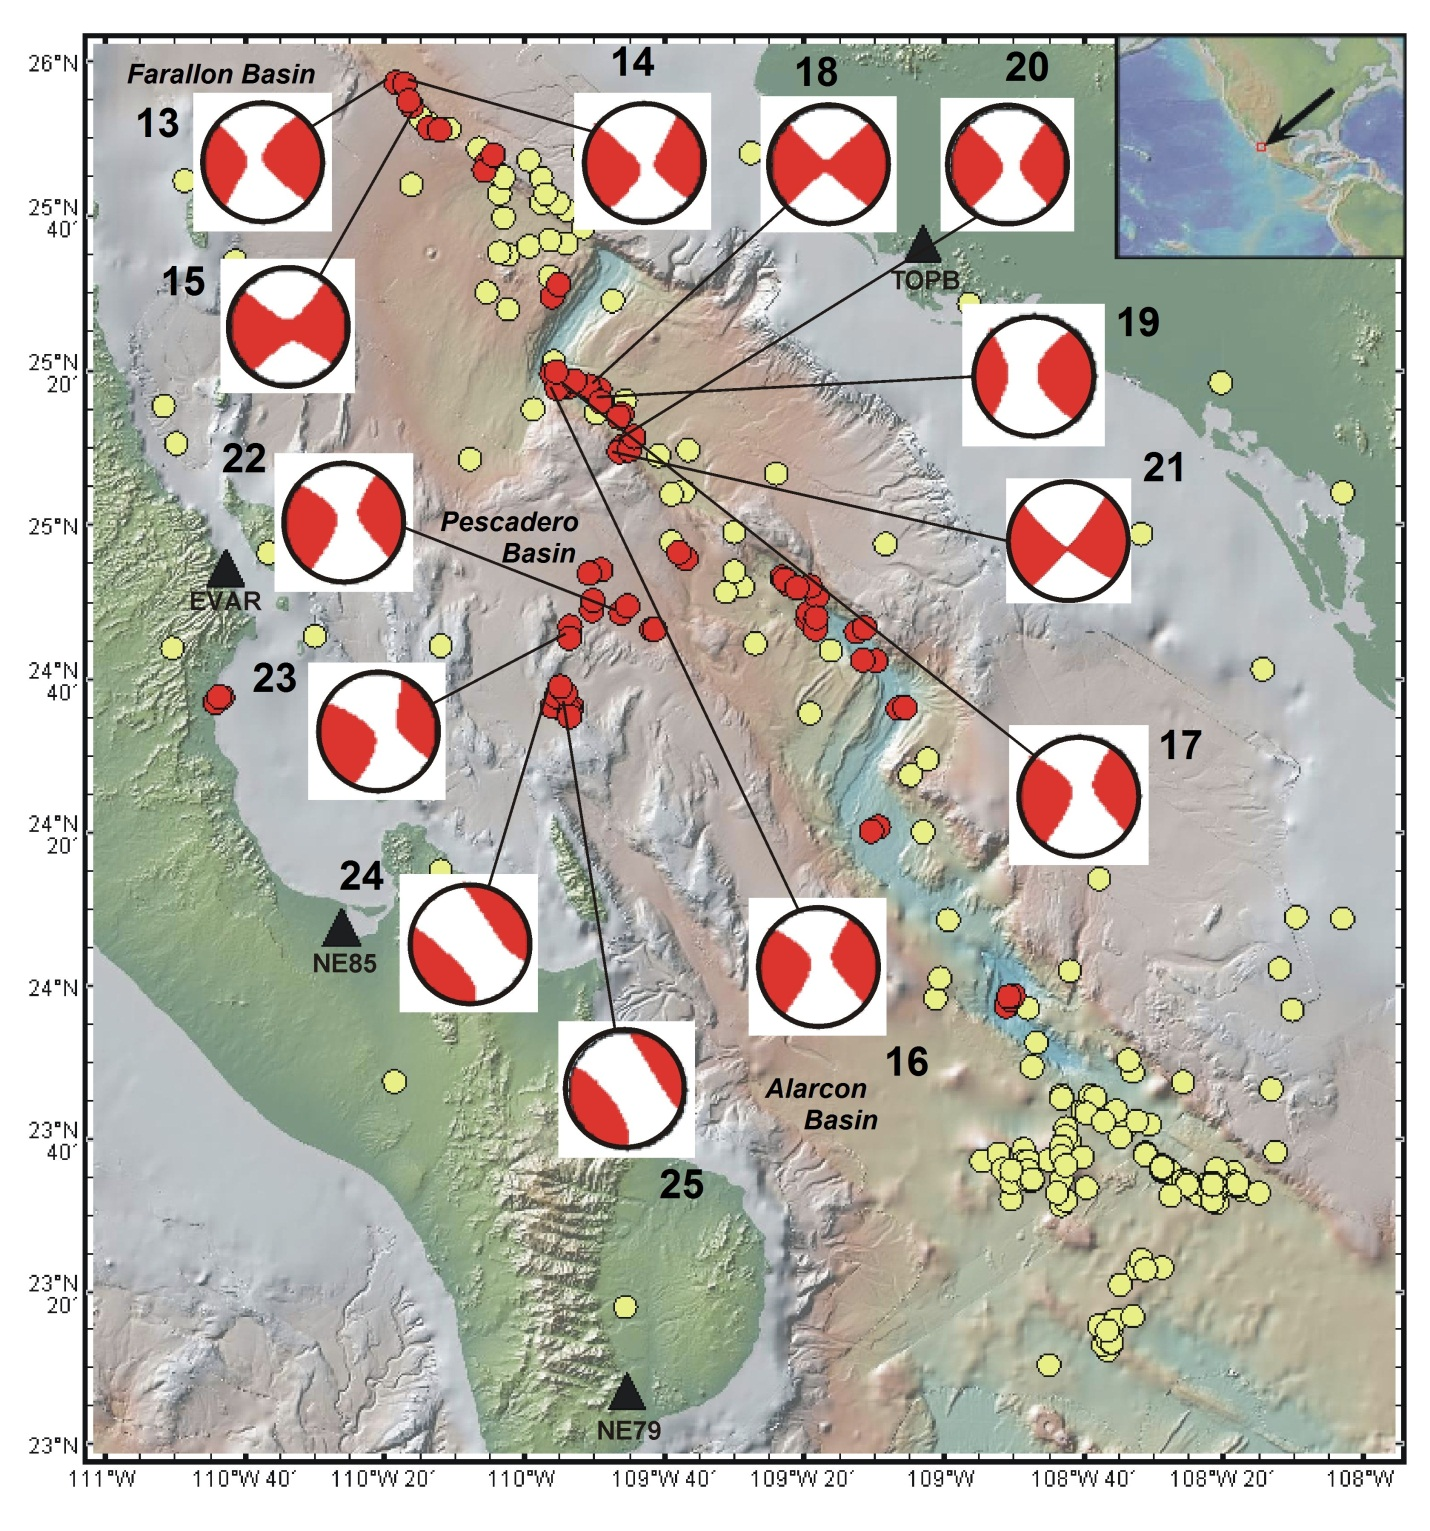 Farallon Basin
13
14
18
20
15
TOPB
19
22
21
Pescadero
Basin
EVAR
23
17
24
NE85
16
Alarcon
Basin
25
NE79
26°N
25°N
40´
25°N
20´
25°N
24°N
40´
24°N
20´
24°N
23°N
40´
23°N
20´
23°N
111°W
110°W 40´
110°W 20´
110°W
109°W 40´
109°W 20´
109°W
108°W 40´
108°W 20´
108°W